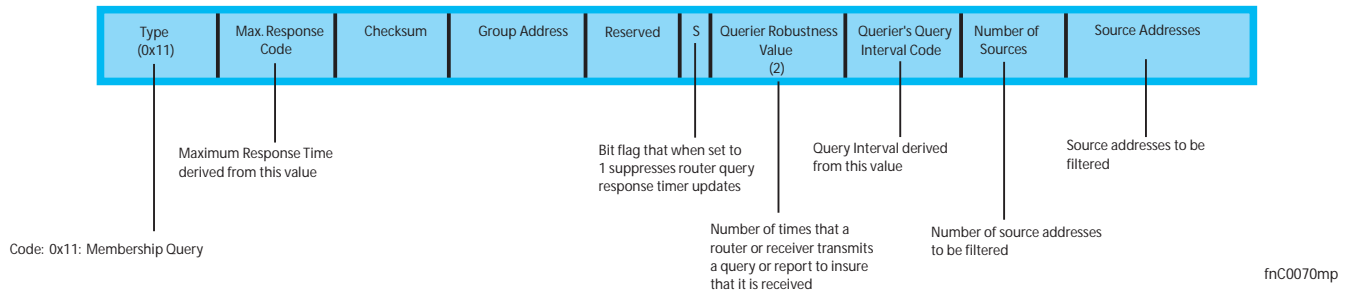 Type
(0x11)
Max. Response
Code
Checksum
Group Address
Reserved
S
Querier Robustness
Value
(2)
Querier's Query
Interval Code
Number of
Sources
Source Addresses
Maximum Response Time
derived from this value
Bit flag that when set to
1 suppresses router query
response timer updates
Query Interval derived
from this value
Source addresses to be
filtered
Code: 0x11: Membership Query
Number of times that a
router or receiver transmits
a query or report to insure
that it is received
Number of source addresses
to be filtered
fnC0070mp